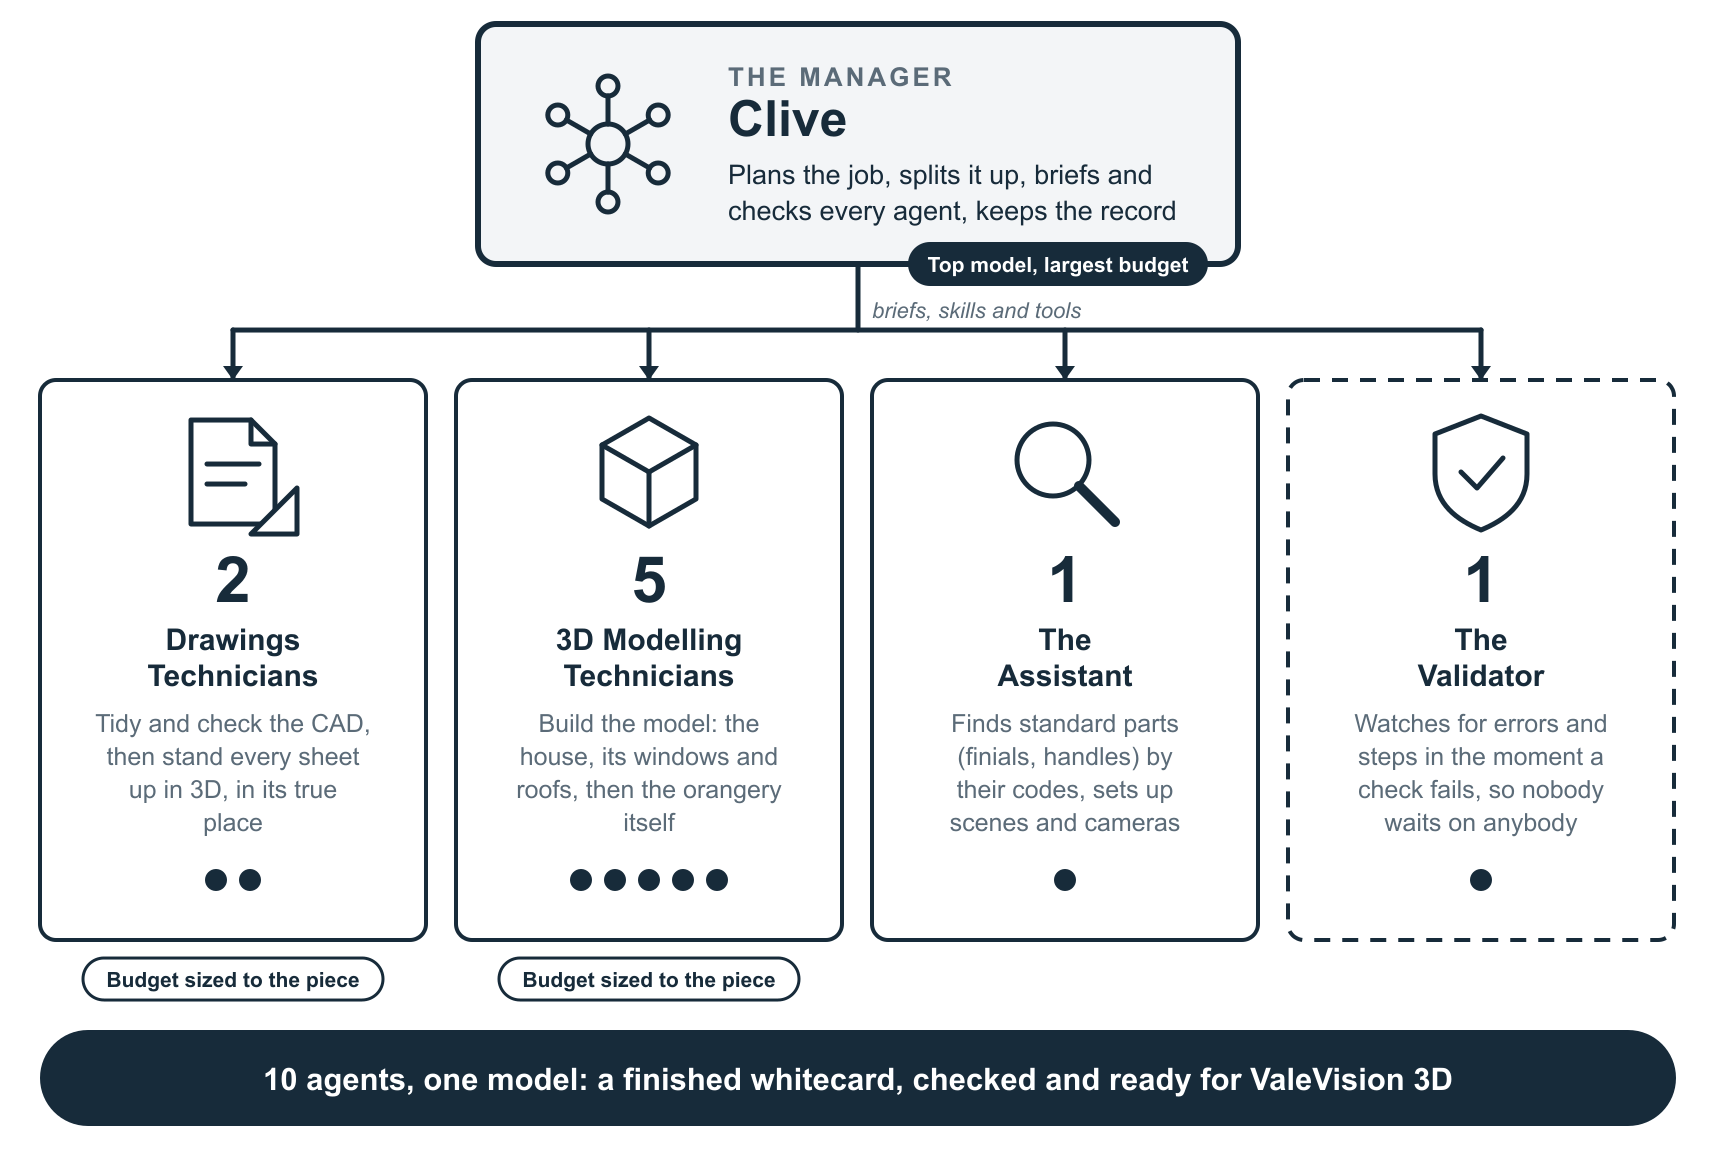 THE MANAGER
Clive
Plans the job, splits it up, briefs and
checks every agent, keeps the record
Top model, largest budget
briefs, skills and tools
2
Drawings
Technicians
Tidy and check the CAD,
then stand every sheet
up in 3D, in its true
place
Budget sized to the piece
5
3D Modelling
Technicians
Build the model: the
house, its windows and
roofs, then the orangery
itself
Budget sized to the piece
1
The
Assistant
Finds standard parts
(finials, handles) by
their codes, sets up
scenes and cameras
1
The
Validator
Watches for errors and
steps in the moment a
check fails, so nobody
waits on anybody
10 agents, one model: a finished whitecard, checked and ready for ValeVision 3D